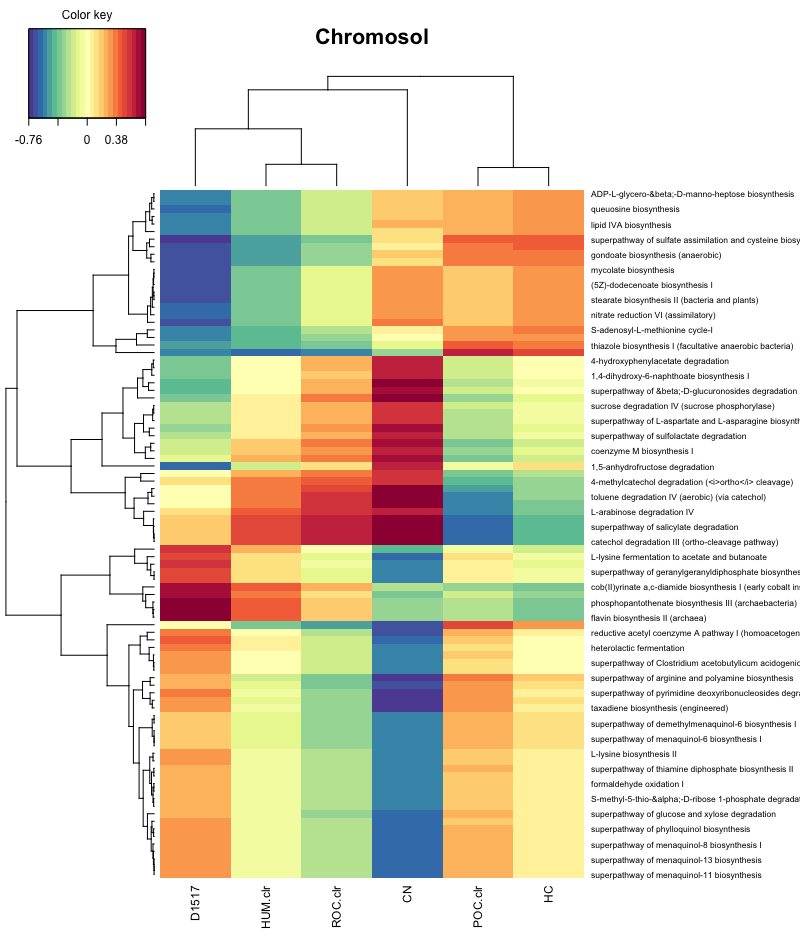 Color key
Chromosol
-0.76 0 0.38
ADP-L-glycero-&beta;-D-manno-heptose biosynthesis
queuosine biosynthesis
lipid IVA biosynthesis
superpathway of sulfate assimilation and cysteine biosy
gondoate biosynthesis (anaerobic)
mycolate biosynthesis
(5Z)-dodecenoate biosynthesis I
stearate biosynthesis II (bacteria and plants)
nitrate reduction VI (assimilatory)
S-adenosyl-L-methionine cycle-I
thiazole biosynthesis I (facultative anaerobic bacteria)
4-hydroxyphenylacetate degradation
1,4-dihydroxy-6-naphthoate biosynthesis I
superpathway of &beta;-D-glucuronosides degradation
sucrose degradation IV (sucrose phosphorylase)
superpathway of L-aspartate and L-asparagine biosynth
superpathway of sulfolactate degradation
coenzyme M biosynthesis I
1,5-anhydrofructose degradation
4-methylcatechol degradation (<i>ortho</i> cleavage)
toluene degradation IV (aerobic) (via catechol)
L-arabinose degradation IV
superpathway of salicylate degradation
catechol degradation III (ortho-cleavage pathway)
L-lysine fermentation to acetate and butanoate
superpathway of geranylgeranyldiphosphate biosynthes
cob(II)yrinate a,c-diamide biosynthesis I (early cobalt ins
phosphopantothenate biosynthesis III (archaebacteria)
flavin biosynthesis II (archaea)
reductive acetyl coenzyme A pathway I (homoacetogen
heterolactic fermentation
superpathway of Clostridium acetobutylicum acidogenic
superpathway of arginine and polyamine biosynthesis
superpathway of pyrimidine deoxyribonucleosides degra
taxadiene biosynthesis (engineered)
superpathway of demethylmenaquinol-6 biosynthesis I
superpathway of menaquinol-6 biosynthesis I
L-lysine biosynthesis II
superpathway of thiamine diphosphate biosynthesis II
formaldehyde oxidation I
S-methyl-5-thio-&alpha;-D-ribose 1-phosphate degradat
superpathway of glucose and xylose degradation
superpathway of phylloquinol biosynthesis
superpathway of menaquinol-8 biosynthesis I
superpathway of menaquinol-13 biosynthesis
superpathway of menaquinol-11 biosynthesis
D1517 HUM.clr ROC.clr CN POC.clr HC